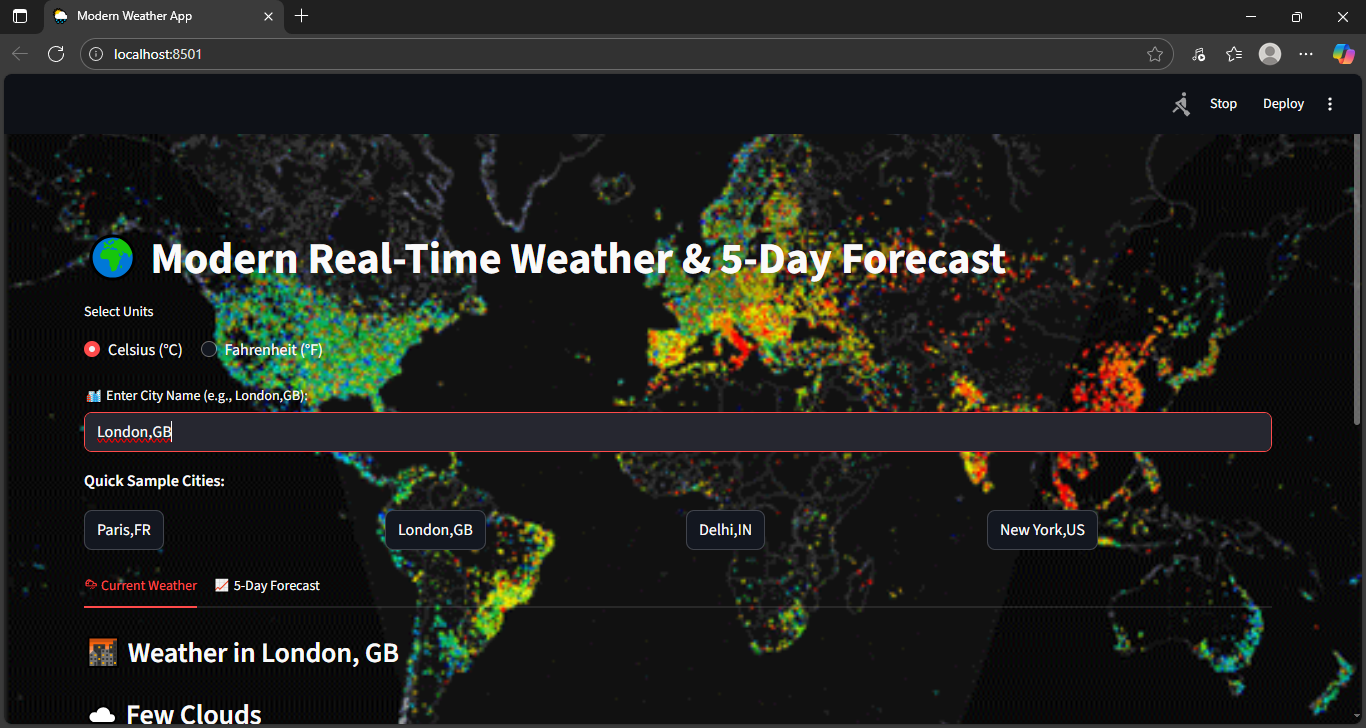 Modern Weather App
localhost:8501
Stop Deploy
Modern Real-Time Weather & 5-Day Forecast
Select Units
Celsius (°C) Fahrenheit (°F)
Enter City Name (e.g., London,GB):
London,GB
Quick Sample Cities:
Paris,FR London,GB Delhi,IN New York,US
Current Weather 5-Day Forecast
Weather in London, GB
Few Clouds